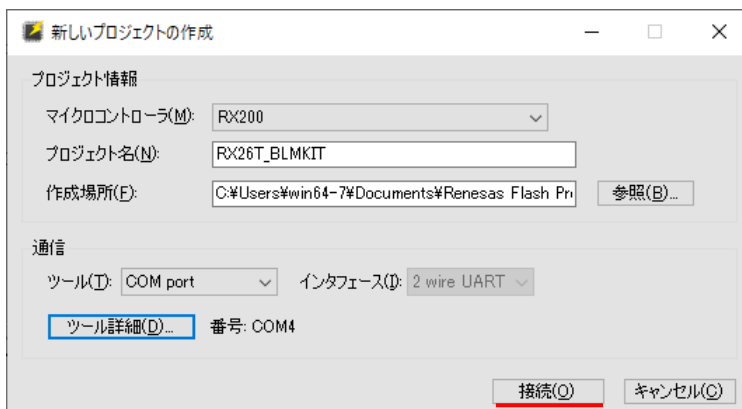 新しいプロジェクトの作成
プロジェクト情報
マイクロコントローラ(M): RX200
プロジェクト名(N): RX26T_BLMKIT
作成場所(F): C:¥Users¥win64-7¥Documents¥Renesas Flash Pr 参照(B)...
通信
ツール(T): COM port インタフェース(I): 2 wire UART
ツール詳細(D)... 番号: COM4
接続(O) キャンセル(C)